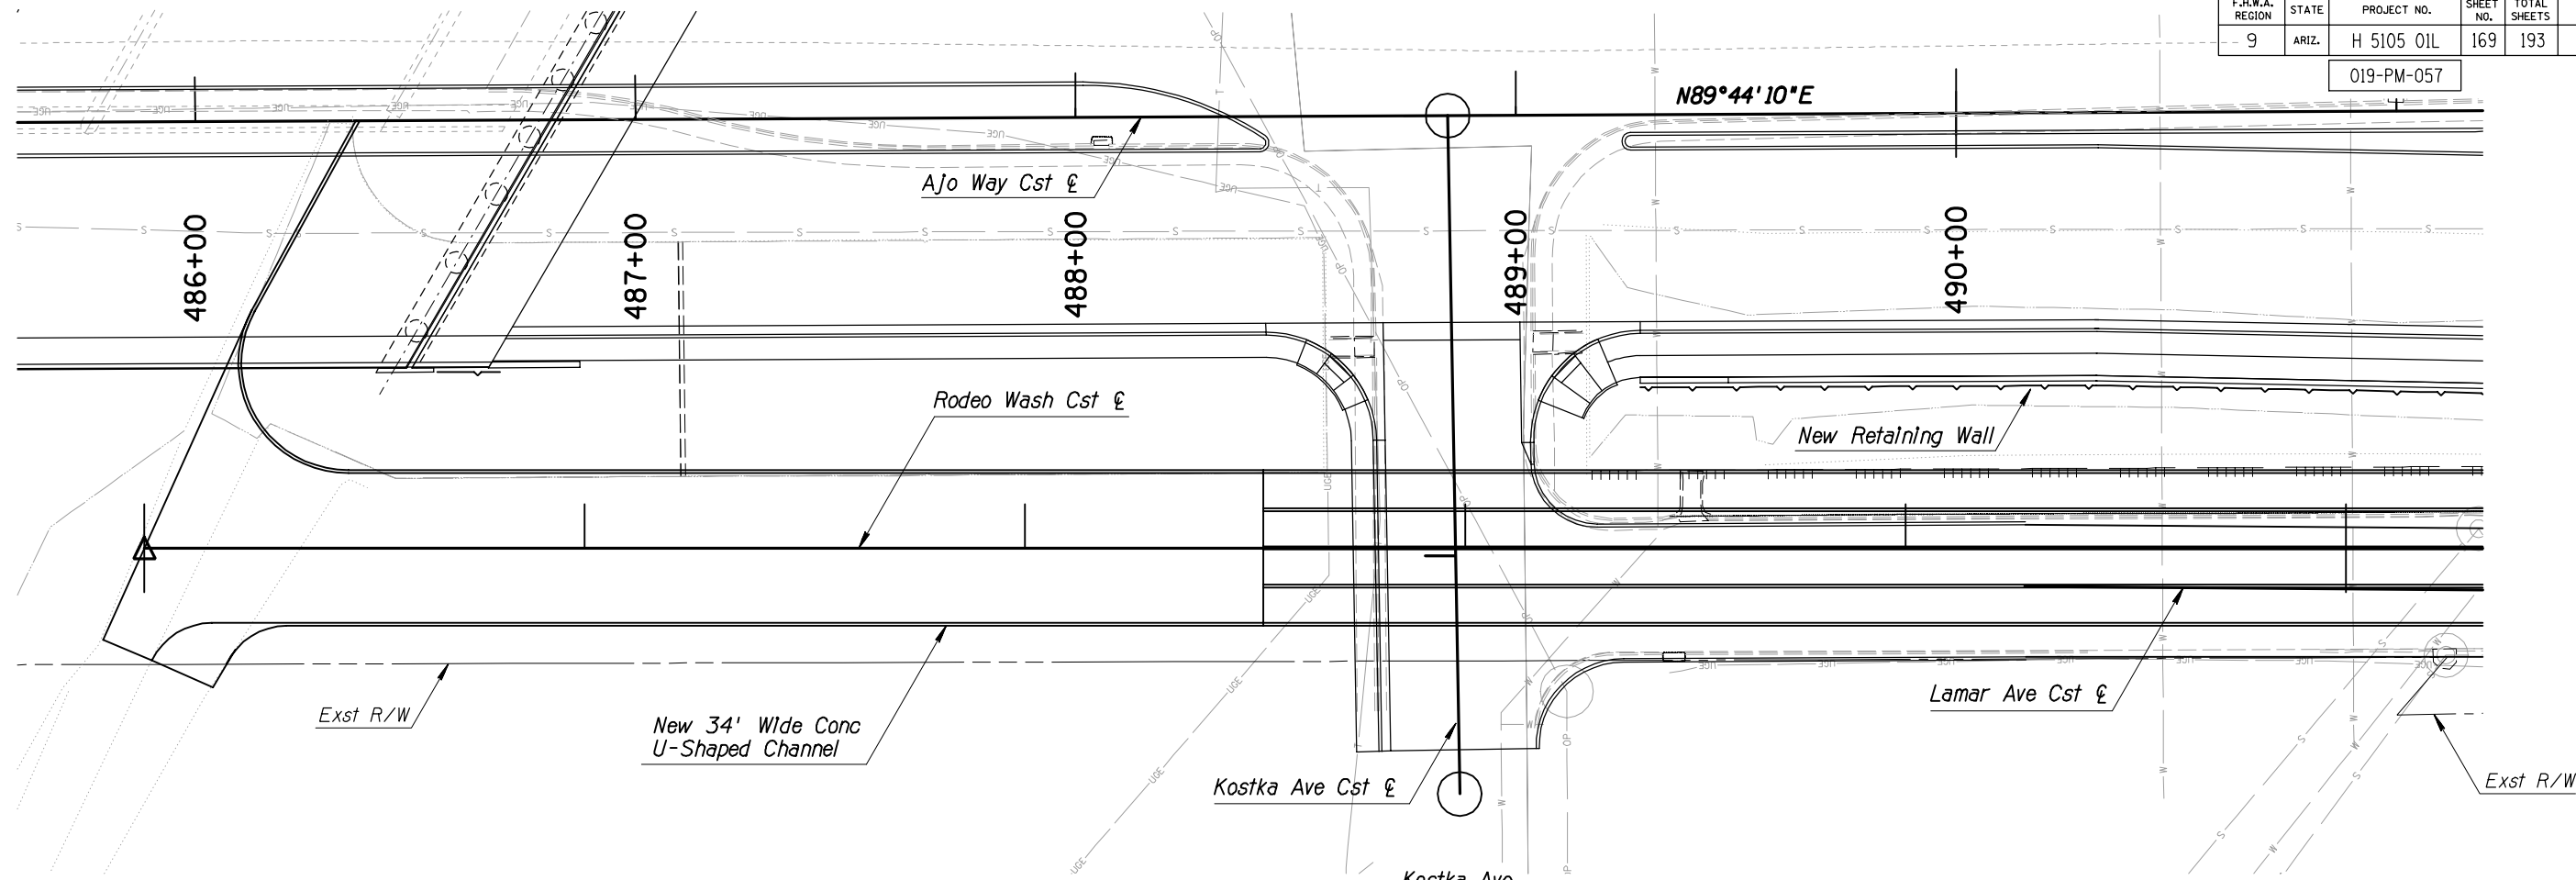 F.H.W.A. REGION STATE PROJECT NO. SHEET NO. TOTAL SHEETS
9 ARIZ. H 5105 01L 169 193
019-PM-057
N89°44'10"E
Ajo Way Cst ℄
486+00
487+00
488+00
489+00
490+00
Rodeo Wash Cst ℄
New Retaining Wall
Exst R/W
New 34' Wide Conc
U-Shaped Channel
Kostka Ave Cst ℄
Lamar Ave Cst ℄
Exst R/W
Kostka Ave